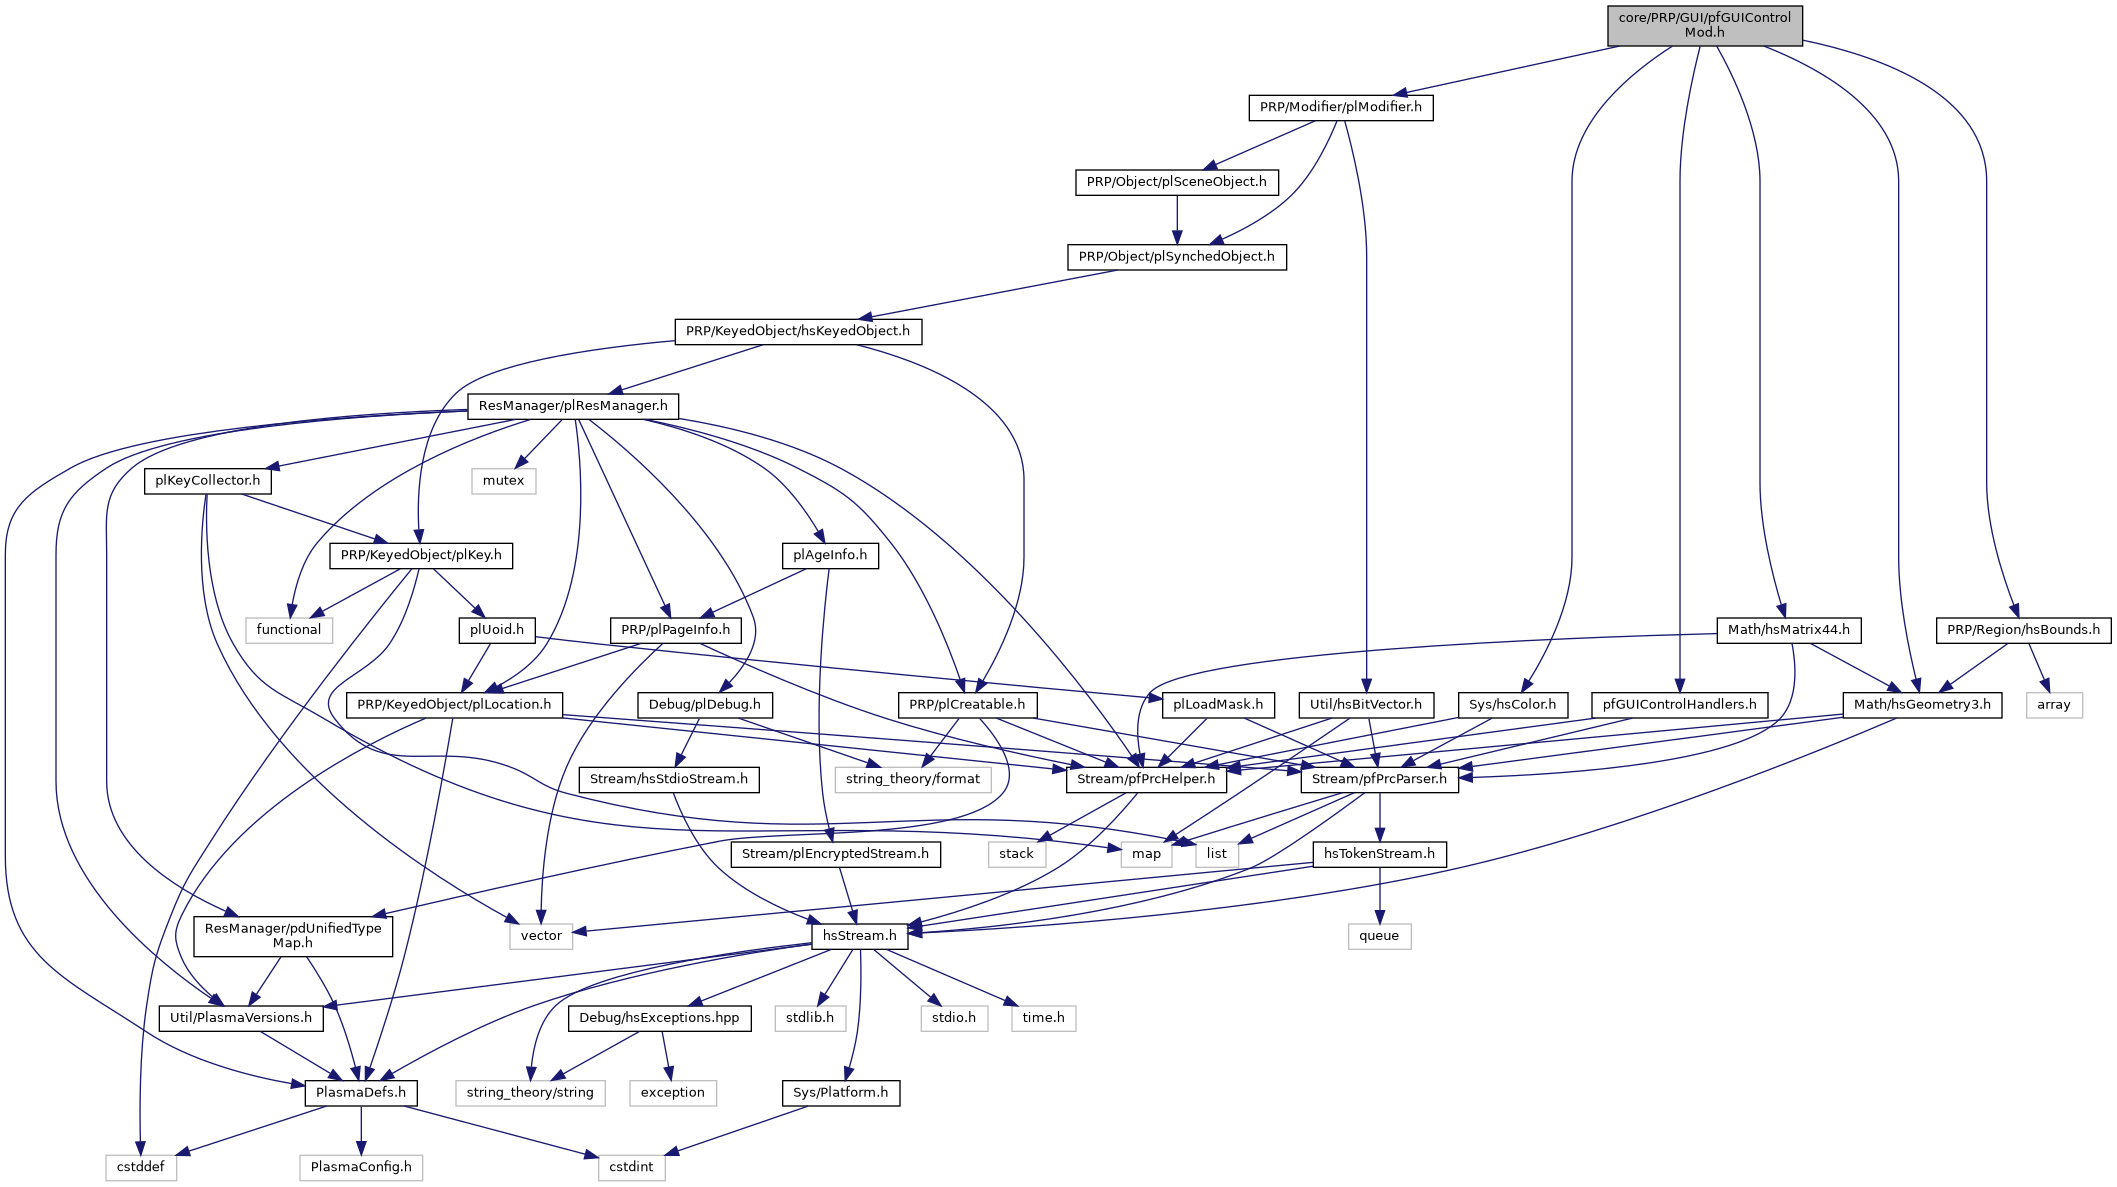 core/PRP/GUI/pfGUIControl
Mod.h
PRP/Modifier/plModifier.h
PRP/Object/plSceneObject.h
PRP/Object/plSynchedObject.h
PRP/KeyedObject/hsKeyedObject.h
ResManager/plResManager.h
plKeyCollector.h
mutex
PRP/KeyedObject/plKey.h
plAgeInfo.h
functional
plUoid.h
PRP/plPageInfo.h
Math/hsMatrix44.h
PRP/Region/hsBounds.h
PRP/KeyedObject/plLocation.h
Debug/plDebug.h
PRP/plCreatable.h
plLoadMask.h
Util/hsBitVector.h
Sys/hsColor.h
pfGUIControlHandlers.h
Math/hsGeometry3.h
array
Stream/hsStdioStream.h
string_theory/format
Stream/pfPrcHelper.h
Stream/pfPrcParser.h
Stream/plEncryptedStream.h
stack
map
list
hsTokenStream.h
ResManager/pdUnifiedType
Map.h
vector
hsStream.h
queue
Util/PlasmaVersions.h
Debug/hsExceptions.hpp
stdlib.h
stdio.h
time.h
PlasmaDefs.h
string_theory/string
exception
Sys/Platform.h
cstddef
PlasmaConfig.h
cstdint